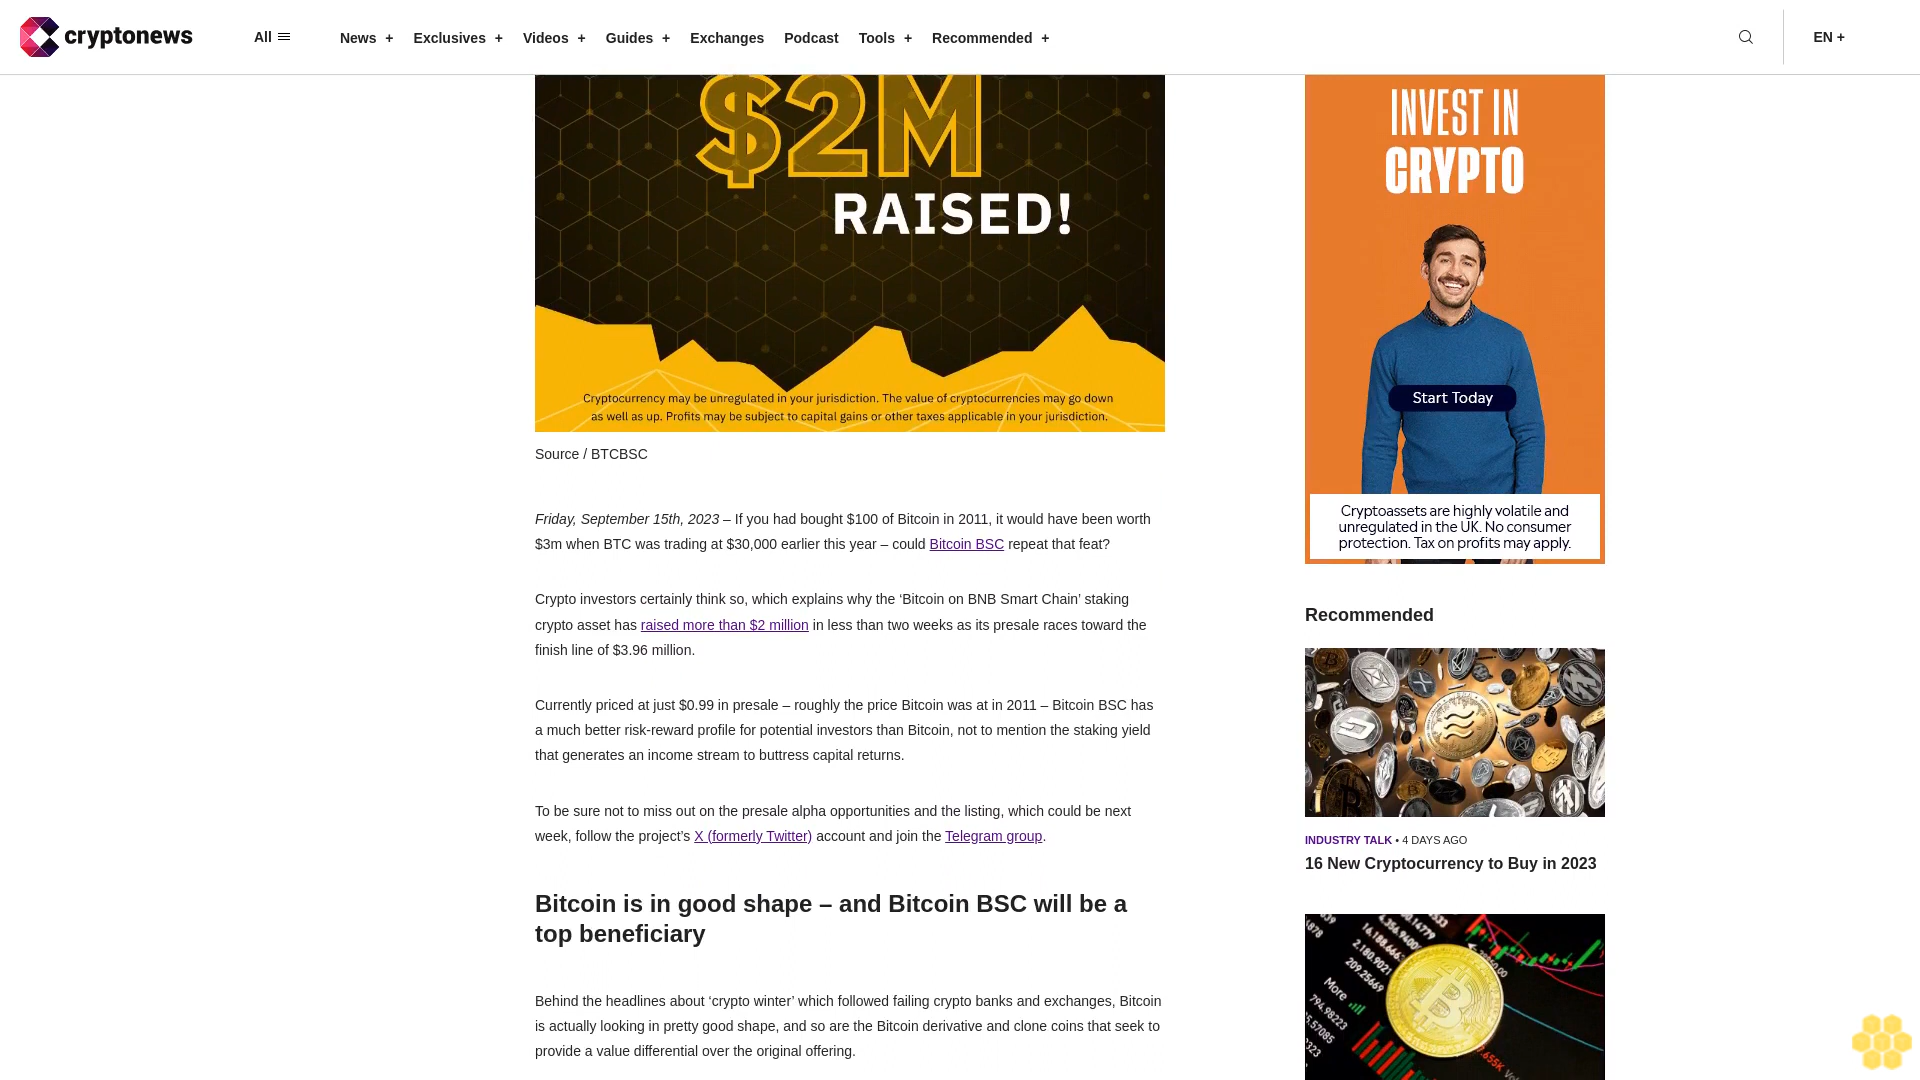 cryptonews
All
News +
Exclusives +
Videos +
Guides +
Exchanges
Podcast
Tools +
Recommended +
EN +
$2M
RAISED!
Cryptocurrency may be unregulated in your jurisdiction. The value of cryptocurrencies may go down
as well as up. Profits may be subject to capital gains or other taxes applicable in your jurisdiction.
Source / BTCBSC
Friday, September 15th, 2023 – If you had bought $100 of Bitcoin in 2011, it would have been worth
$3m when BTC was trading at $30,000 earlier this year – could Bitcoin BSC repeat that feat?
Crypto investors certainly think so, which explains why the ‘Bitcoin on BNB Smart Chain’ staking
crypto asset has raised more than $2 million in less than two weeks as its presale races toward the
finish line of $3.96 million.
Currently priced at just $0.99 in presale – roughly the price Bitcoin was at in 2011 – Bitcoin BSC has
a much better risk-reward profile for potential investors than Bitcoin, not to mention the staking yield
that generates an income stream to buttress capital returns.
To be sure not to miss out on the presale alpha opportunities and the listing, which could be next
week, follow the project’s X (formerly Twitter) account and join the Telegram group.
Bitcoin is in good shape – and Bitcoin BSC will be a
top beneficiary
Behind the headlines about ‘crypto winter’ which followed failing crypto banks and exchanges, Bitcoin
is actually looking in pretty good shape, and so are the Bitcoin derivative and clone coins that seek to
provide a value differential over the original offering.
INVEST IN
CRYPTO
Start Today
Cryptoassets are highly volatile and
unregulated in the UK. No consumer
protection. Tax on profits may apply.
Recommended
INDUSTRY TALK • 4 DAYS AGO
16 New Cryptocurrency to Buy in 2023
2,180.9021
209.25669
More
794.98223